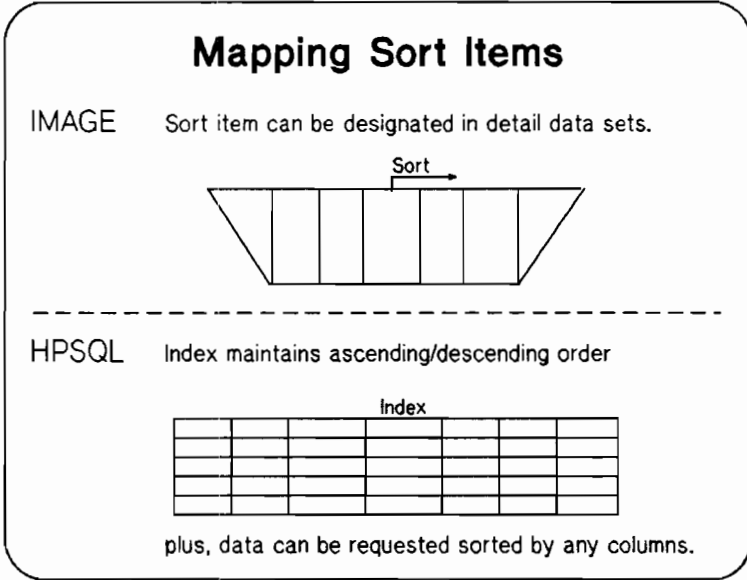 Mapping Sort Items
IMAGE Sort item can be designated in detail data sets.
Sort
HPSQL Index maintains ascending/descending order
Index
plus, data can be requested sorted by any columns.